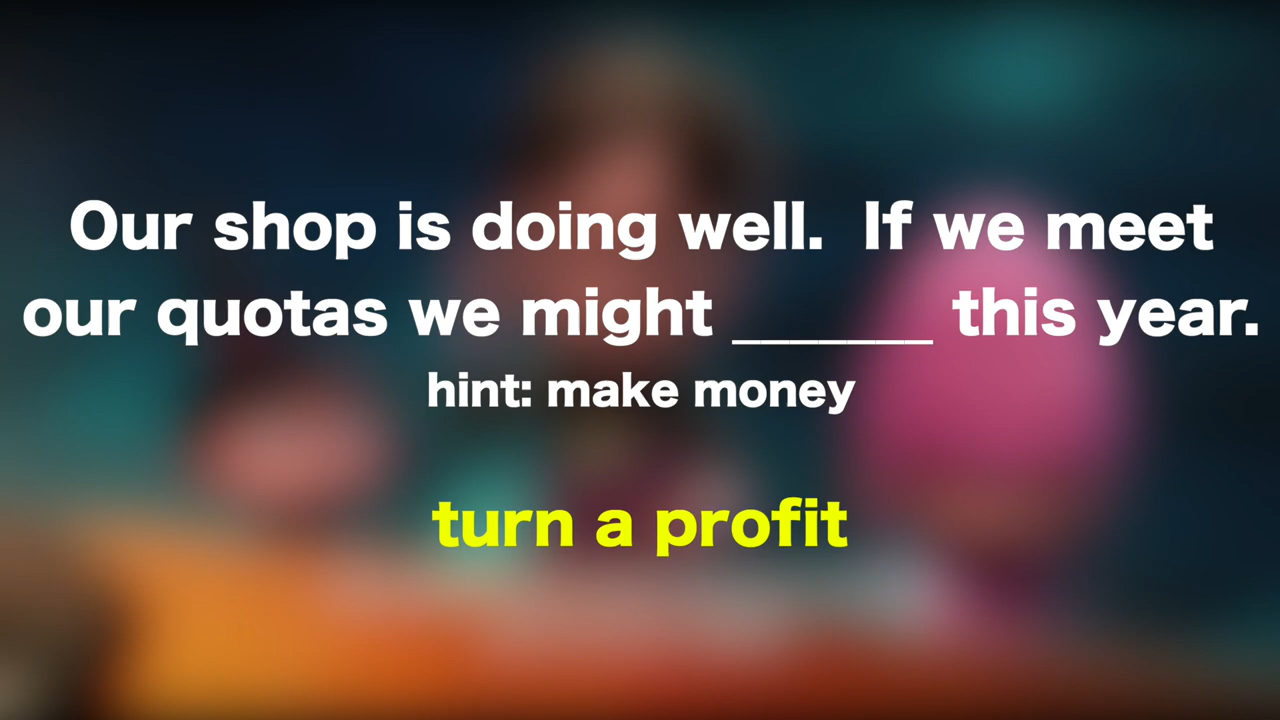 Our shop is doing well.  If we meet
our quotas we might _______ this year.
hint: make money
turn a profit